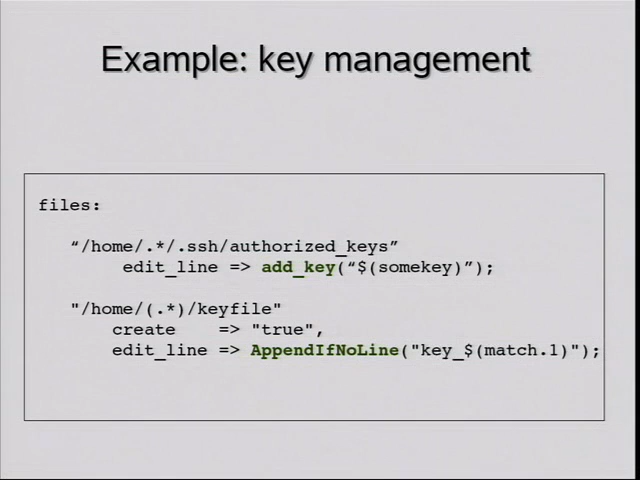 Example: key management
files:
“/home/.*/.ssh/authorized_keys”
edit_line => add_key(“$(somekey)”);
"/home/(.*)/keyfile"
create => "true",
edit_line => AppendIfNoLine("key_$(match.1)");